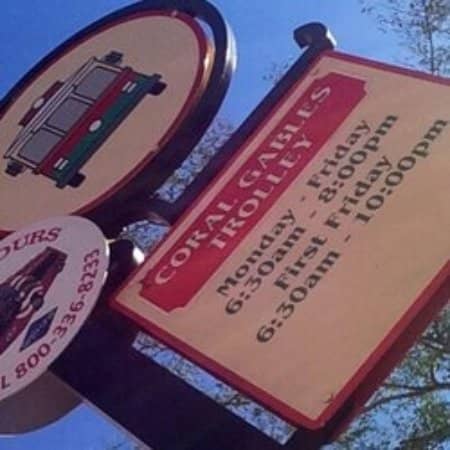 CORAL GABLES
TROLLEY
Monday - Friday
6:30am - 8:00pm
First Friday
6:30am - 10:00pm
OURS
800-336-8233